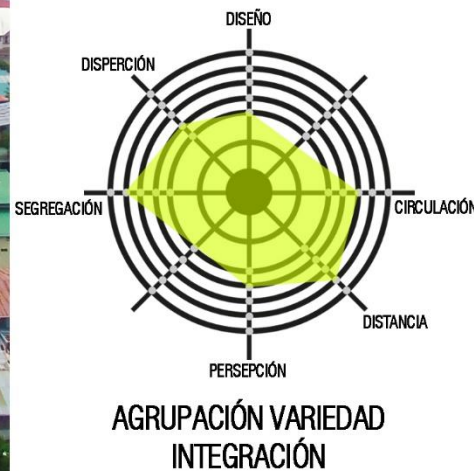 DISEÑO
DISPERCIÓN
SEGREGACIÓN
CIRCULACIÓN
DISTANCIA
PERSEPCIÓN
AGRUPACIÓN VARIEDAD
INTEGRACIÓN